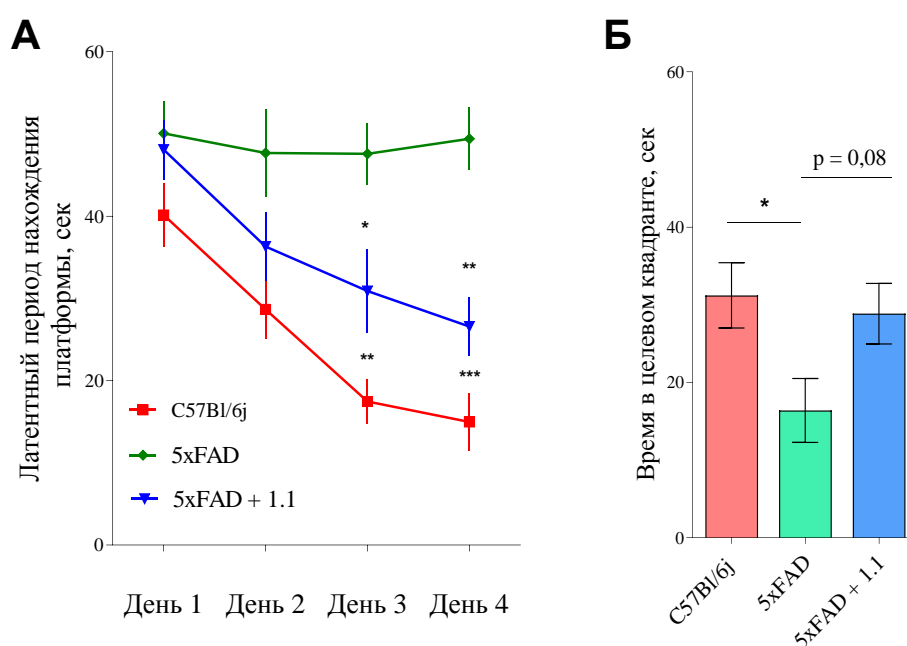 А
60
40
20
0
Латентный период нахождения
платформы, сек
*
**
**
***
C57Bl/6j
5xFAD
5xFAD + 1.1
День 1 День 2 День 3 День 4
Б
60
40
20
0
Время в целевом квадранте, сек
*
p = 0,08
C57Bl/6j
5xFAD
5xFAD + 1.1